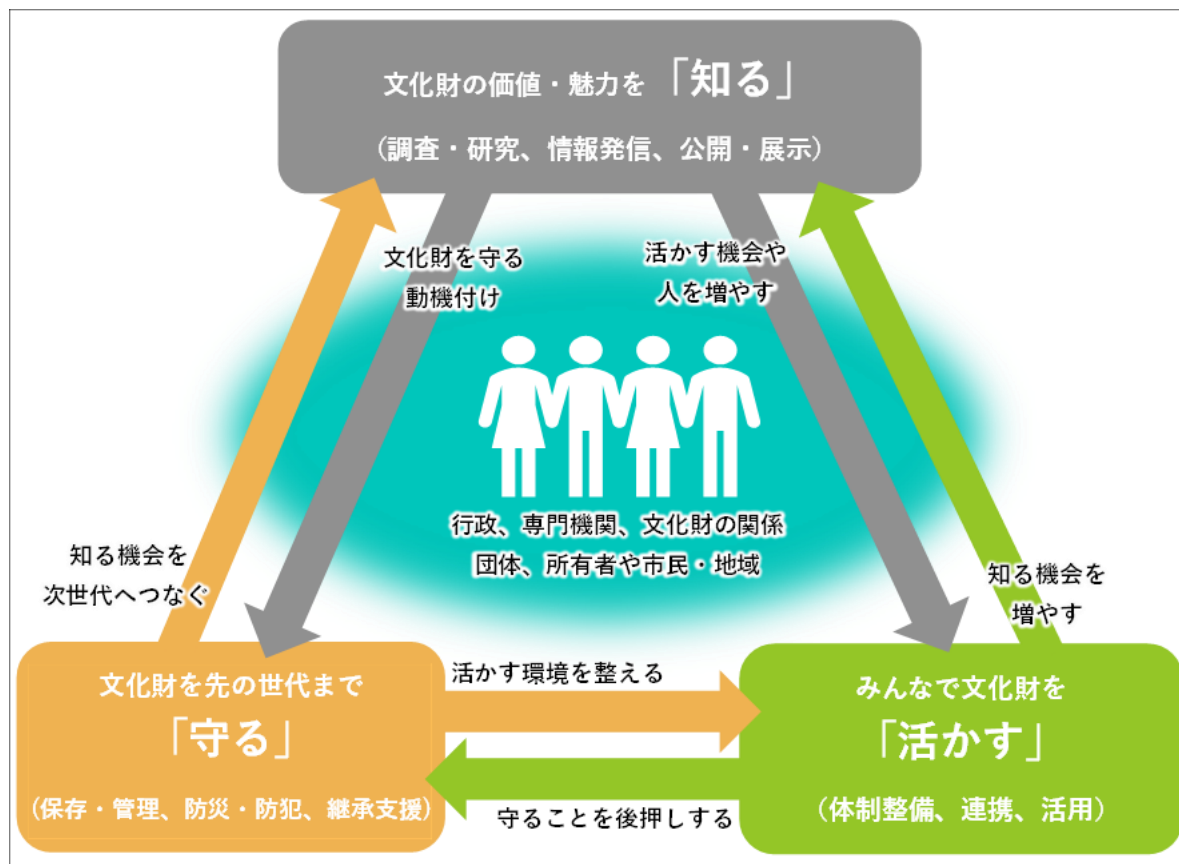 文化財の価値・魅力を「知る」
（調査・研究、情報発信、公開・展示）
文化財を守る
動機付け
活かす機会や
人を増やす
行政、専門機関、文化財の関係
団体、所有者や市民・地域
知る機会を
次世代へつなぐ
知る機会を
増やす
文化財を先の世代まで
「守る」
（保存・管理、防災・防犯、継承支援）
活かす環境を整える
守ることを後押しする
みんなで文化財を
「活かす」
（体制整備、連携、活用）